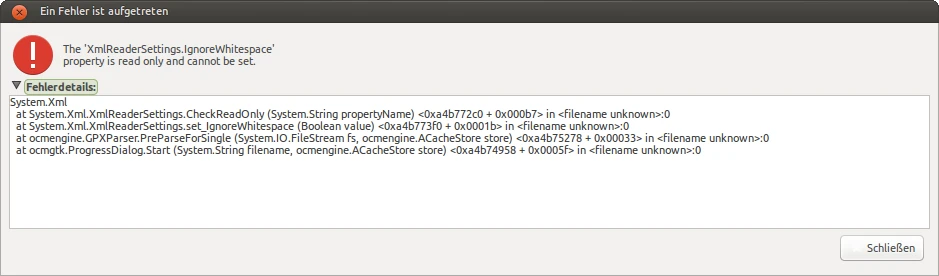 Ein Fehler ist aufgetreten
The 'XmlReaderSettings.IgnoreWhitespace'
property is read only and cannot be set.
Fehlerdetails:
System.Xml
at System.Xml.XmlReaderSettings.CheckReadOnly (System.String propertyName) <0xa4b772c0 + 0x000b7> in <filename unknown>:0
at System.Xml.XmlReaderSettings.set_IgnoreWhitespace (Boolean value) <0xa4b773f0 + 0x0001b> in <filename unknown>:0
at ocmengine.GPXParser.PreParseForSingle (System.IO.FileStream fs, ocmengine.ACacheStore store) <0xa4b75278 + 0x00033> in <filename unknown>:0
at ocmgtk.ProgressDialog.Start (System.String filename, ocmengine.ACacheStore store) <0xa4b74958 + 0x0005f> in <filename unknown>:0
Schließen